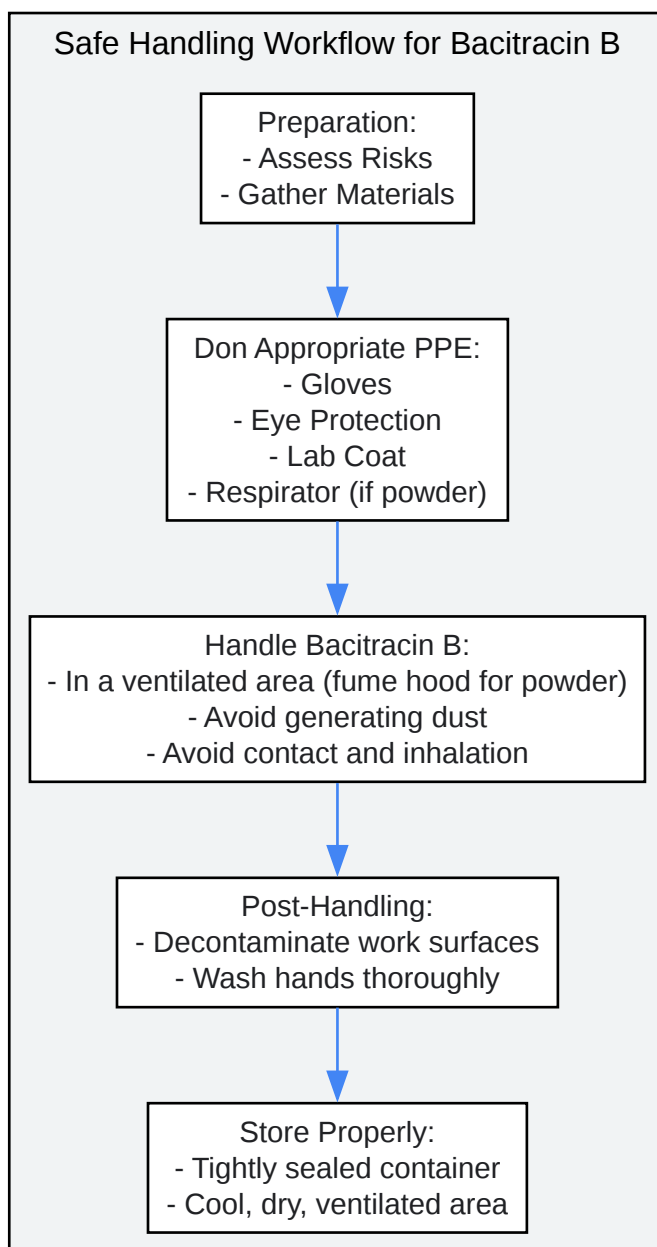 Safe Handling Workflow for Bacitracin B
Preparation:
- Assess Risks
- Gather Materials
Don Appropriate PPE:
- Gloves
- Eye Protection
- Lab Coat
- Respirator (if powder)
Handle Bacitracin B:
- In a ventilated area (fume hood for powder)
- Avoid generating dust
- Avoid contact and inhalation
Post-Handling:
- Decontaminate work surfaces
- Wash hands thoroughly
Store Properly:
- Tightly sealed container
- Cool, dry, ventilated area